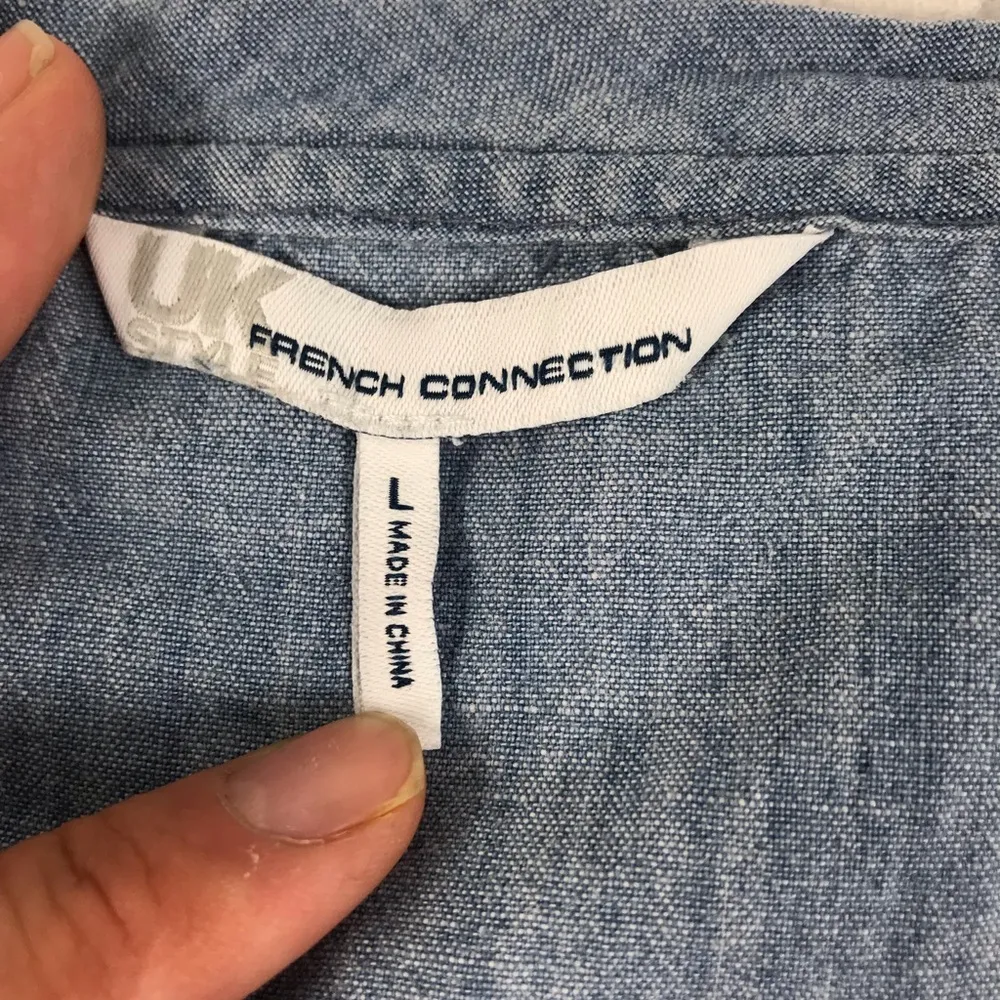 UK
STYLE
FRENCH CONNECTION
L
MADE IN CHINA